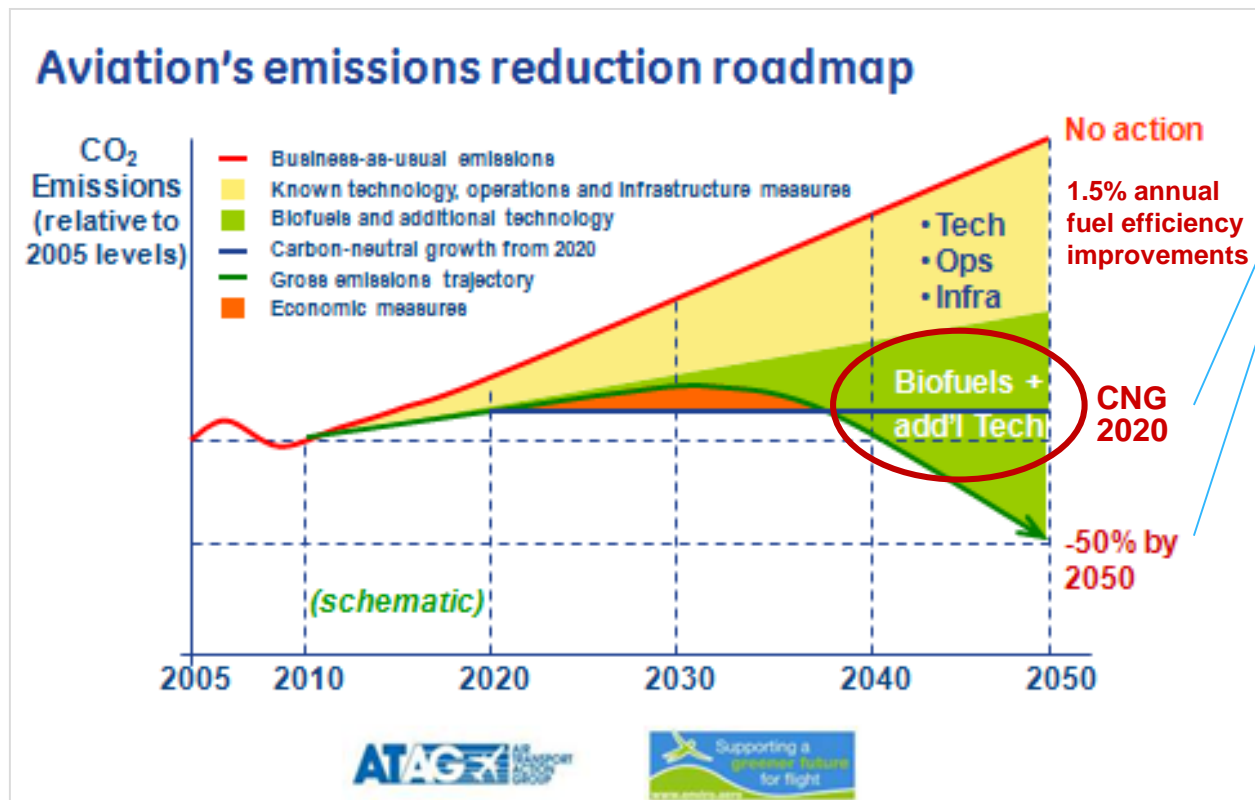 Aviation's emissions reduction roadmap
CO₂
Emissions
(relative to
2005 levels)
Business-as-usual emissions
Known technology, operations and infrastructure measures
Biofuels and additional technology
Carbon-neutral growth from 2020
Gross emissions trajectory
Economic measures
No action
1.5% annual
fuel efficiency
improvements
•Tech
•Ops
•Infra
Biofuels +
add'l Tech
CNG
2020
-50% by
2050
(schematic)
2005 2010 2020 2030 2040 2050
ATAG AIR
TRANSPORT
ACTION
GROUP
Supporting a
greener future
for flight
www.enviro.aero